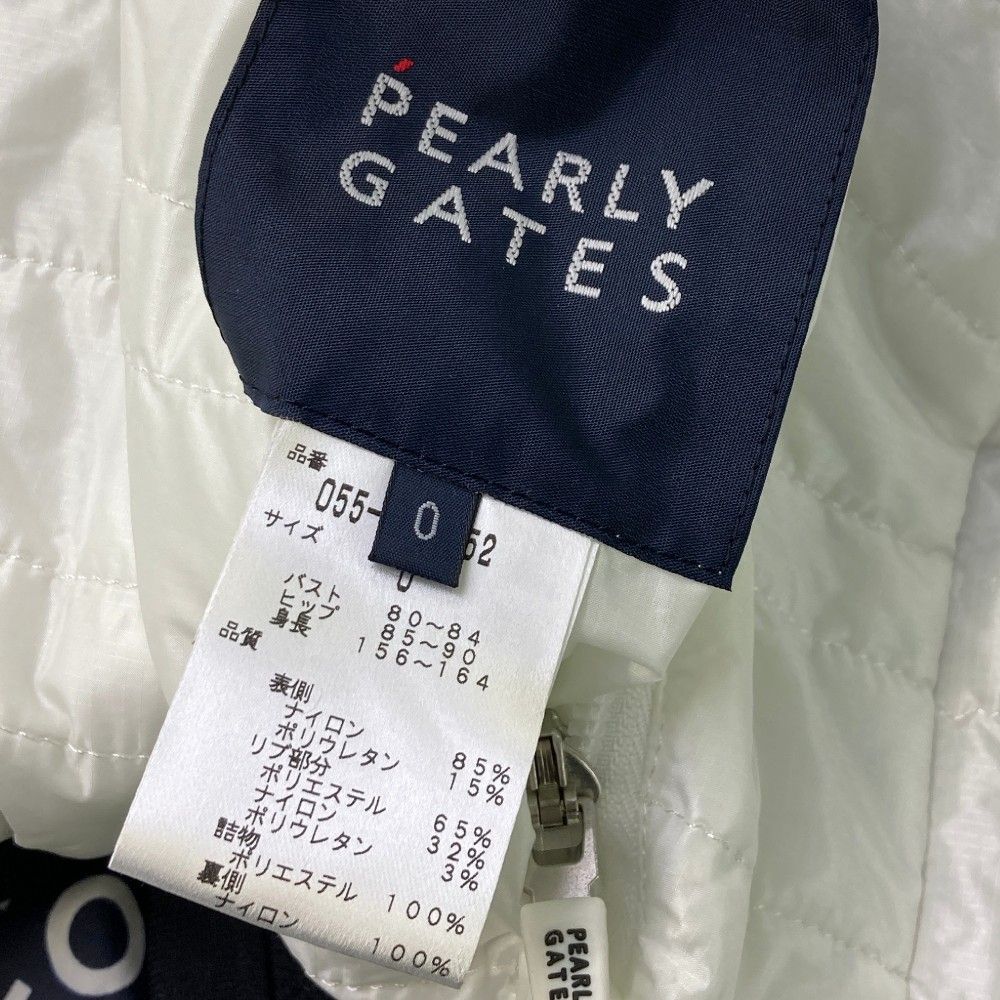 PEARLY
GATES
品番
055- 52
0
サイズ
0
バスト 80~84
ヒップ 85~90
身長 156~164
品質
表側
ナイロン 85%
ポリウレタン 15%
リブ部分
ポリエステル 65%
ナイロン 32%
ポリウレタン 3%
詰物
ポリエステル 100%
裏側
ナイロン 100%
PEARL
GATE